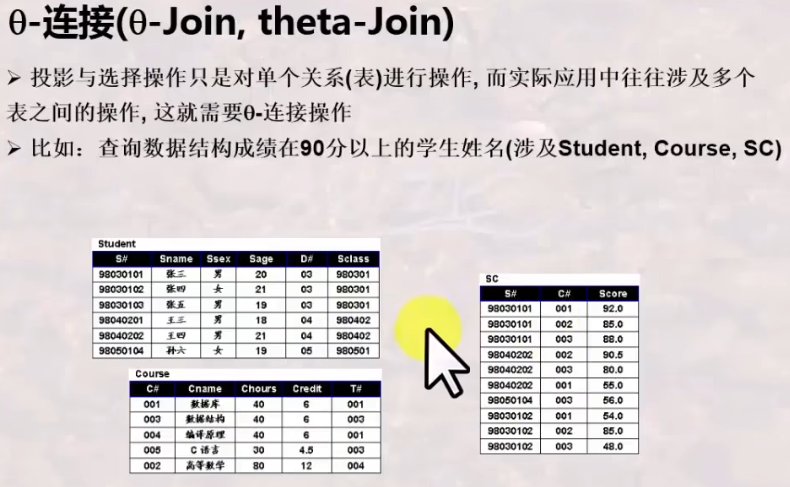 θ-连接(θ-Join, theta-Join)
➢ 投影与选择操作只是对单个关系(表)进行操作, 而实际应用中往往涉及多个
表之间的操作, 这就需要θ-连接操作
➢ 比如：查询数据结构成绩在90分以上的学生姓名(涉及Student, Course, SC)
Student
S# Sname Ssex Sage D# Sclass
98030101 张三 男 20 03 980301
98030102 张四 女 21 03 980301
98030103 张五 男 19 03 980301
98040201 王三 男 18 04 980402
98040202 王四 男 21 04 980402
98050104 孙六 女 19 05 980501
Course
C# Cname Chours Credit T#
001 数据库 40 6 001
003 数据结构 40 6 003
004 编译原理 40 6 001
005 C 语言 30 4.5 003
002 高等数学 80 12 004
SC
S# C# Score
98030101 001 92.0
98030101 002 85.0
98030101 003 88.0
98040202 002 90.5
98040202 003 80.0
98040202 001 55.0
98050104 003 56.0
98030102 001 54.0
98030102 002 85.0
98030102 003 48.0